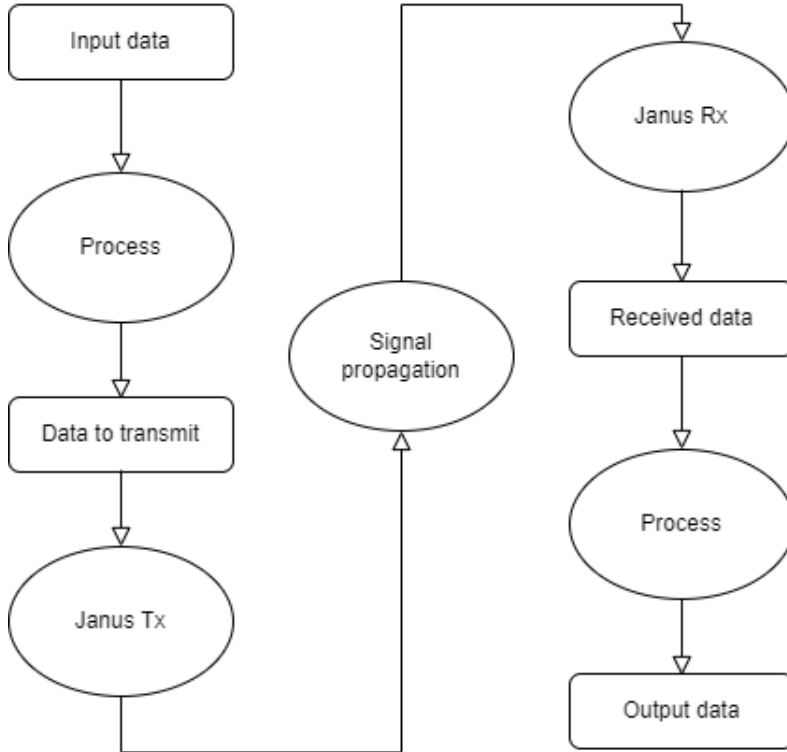 Input data
Process
Data to transmit
Janus Tx
Signal
propagation
Janus Rx
Received data
Process
Output data